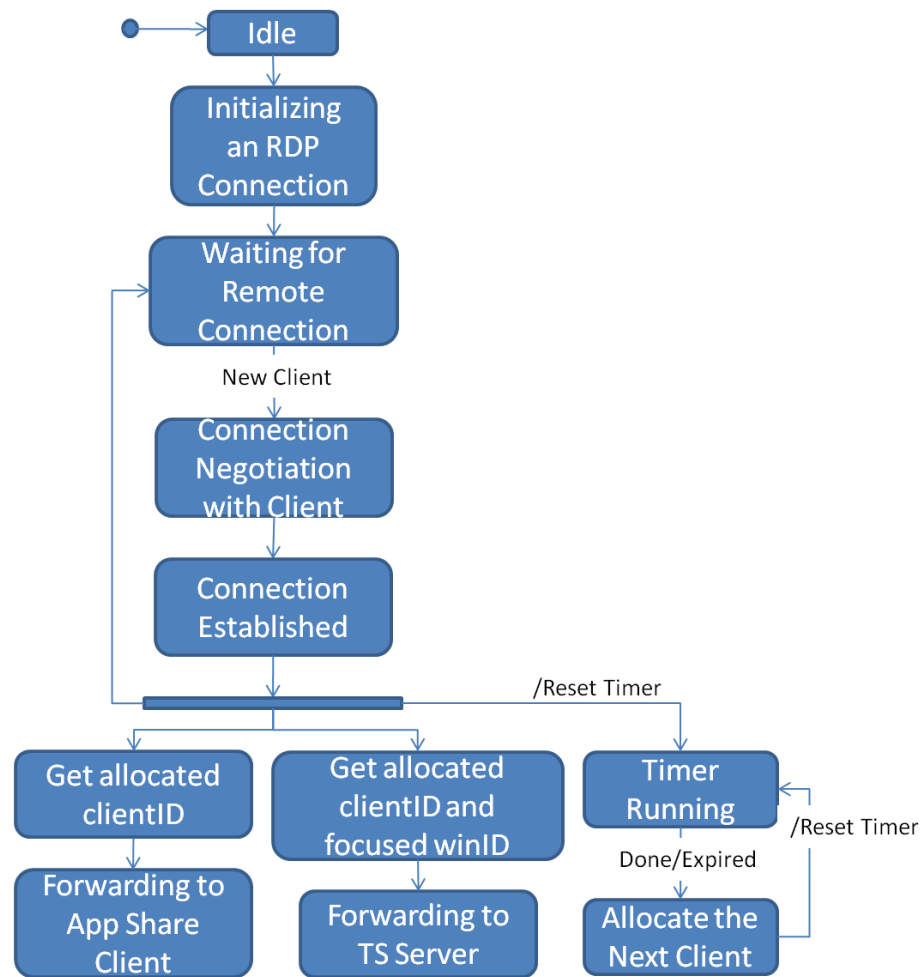 Idle
Initializing
an RDP
Connection
Waiting for
Remote
Connection
New Client
Connection
Negotiation
with Client
Connection
Established
/Reset Timer
Get allocated
clientID
Get allocated
clientID and
focused winID
Timer
Running
/Reset Timer
Done/Expired
Forwarding to
App Share
Client
Forwarding to
TS Server
Allocate the
Next Client